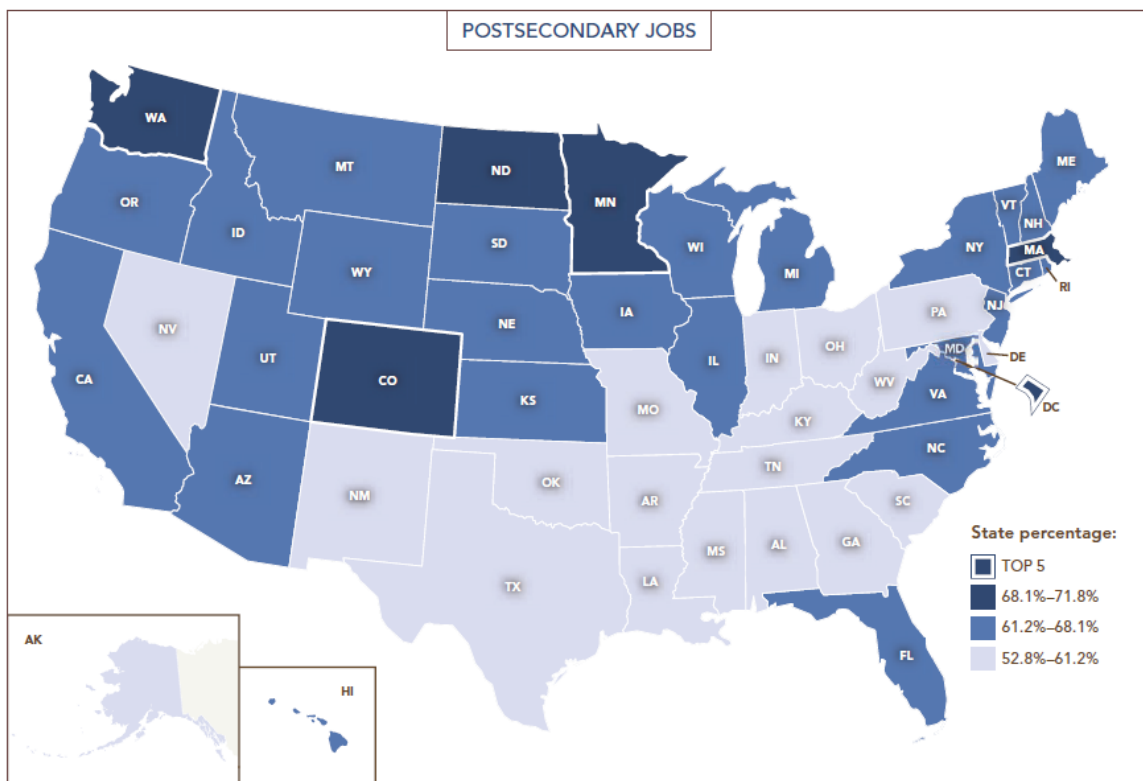 POSTSECONDARY JOBS
WA
MT
ND
MN
ME
OR
ID
SD
WI
VT
NH
NY
MA
WY
MI
CT
RI
NE
IA
PA
NJ
NV
UT
IL
IN
OH
MD
DE
CA
CO
KS
MO
WV
VA
DC
KY
NC
AZ
NM
OK
TN
AR
SC
MS
AL
GA
TX
LA
State percentage:
TOP 5
68.1%–71.8%
61.2%–68.1%
52.8%–61.2%
FL
AK
HI